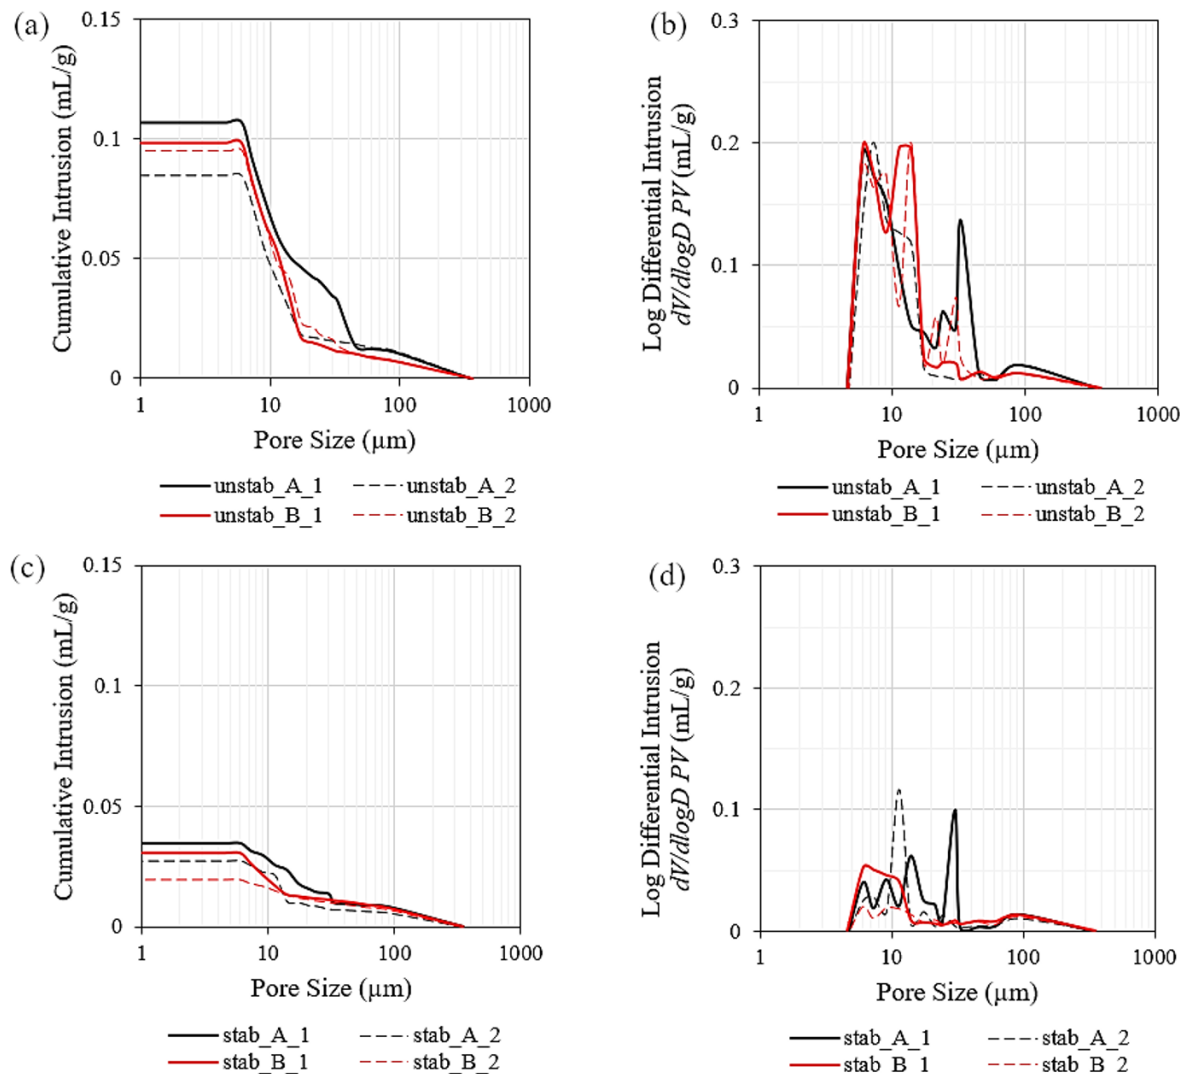 (a)
Cumulative Intrusion (mL/g)
0.15
0.1
0.05
0
1 10 100 1000
Pore Size (µm)
unstab_A_1 unstab_A_2
unstab_B_1 unstab_B_2
(b)
Log Differential Intrusion
dV/dlogD PV (mL/g)
0.3
0.2
0.1
0
1 10 100 1000
Pore Size (µm)
unstab_A_1 unstab_A_2
unstab_B_1 unstab_B_2
(c)
Cumulative Intrusion (mL/g)
0.15
0.1
0.05
0
1 10 100 1000
Pore Size (µm)
stab_A_1 stab_A_2
stab_B_1 stab_B_2
(d)
Log Differential Intrusion
dV/dlogD PV (mL/g)
0.3
0.2
0.1
0
1 10 100 1000
Pore Size (µm)
stab_A_1 stab_A_2
stab_B_1 stab_B_2